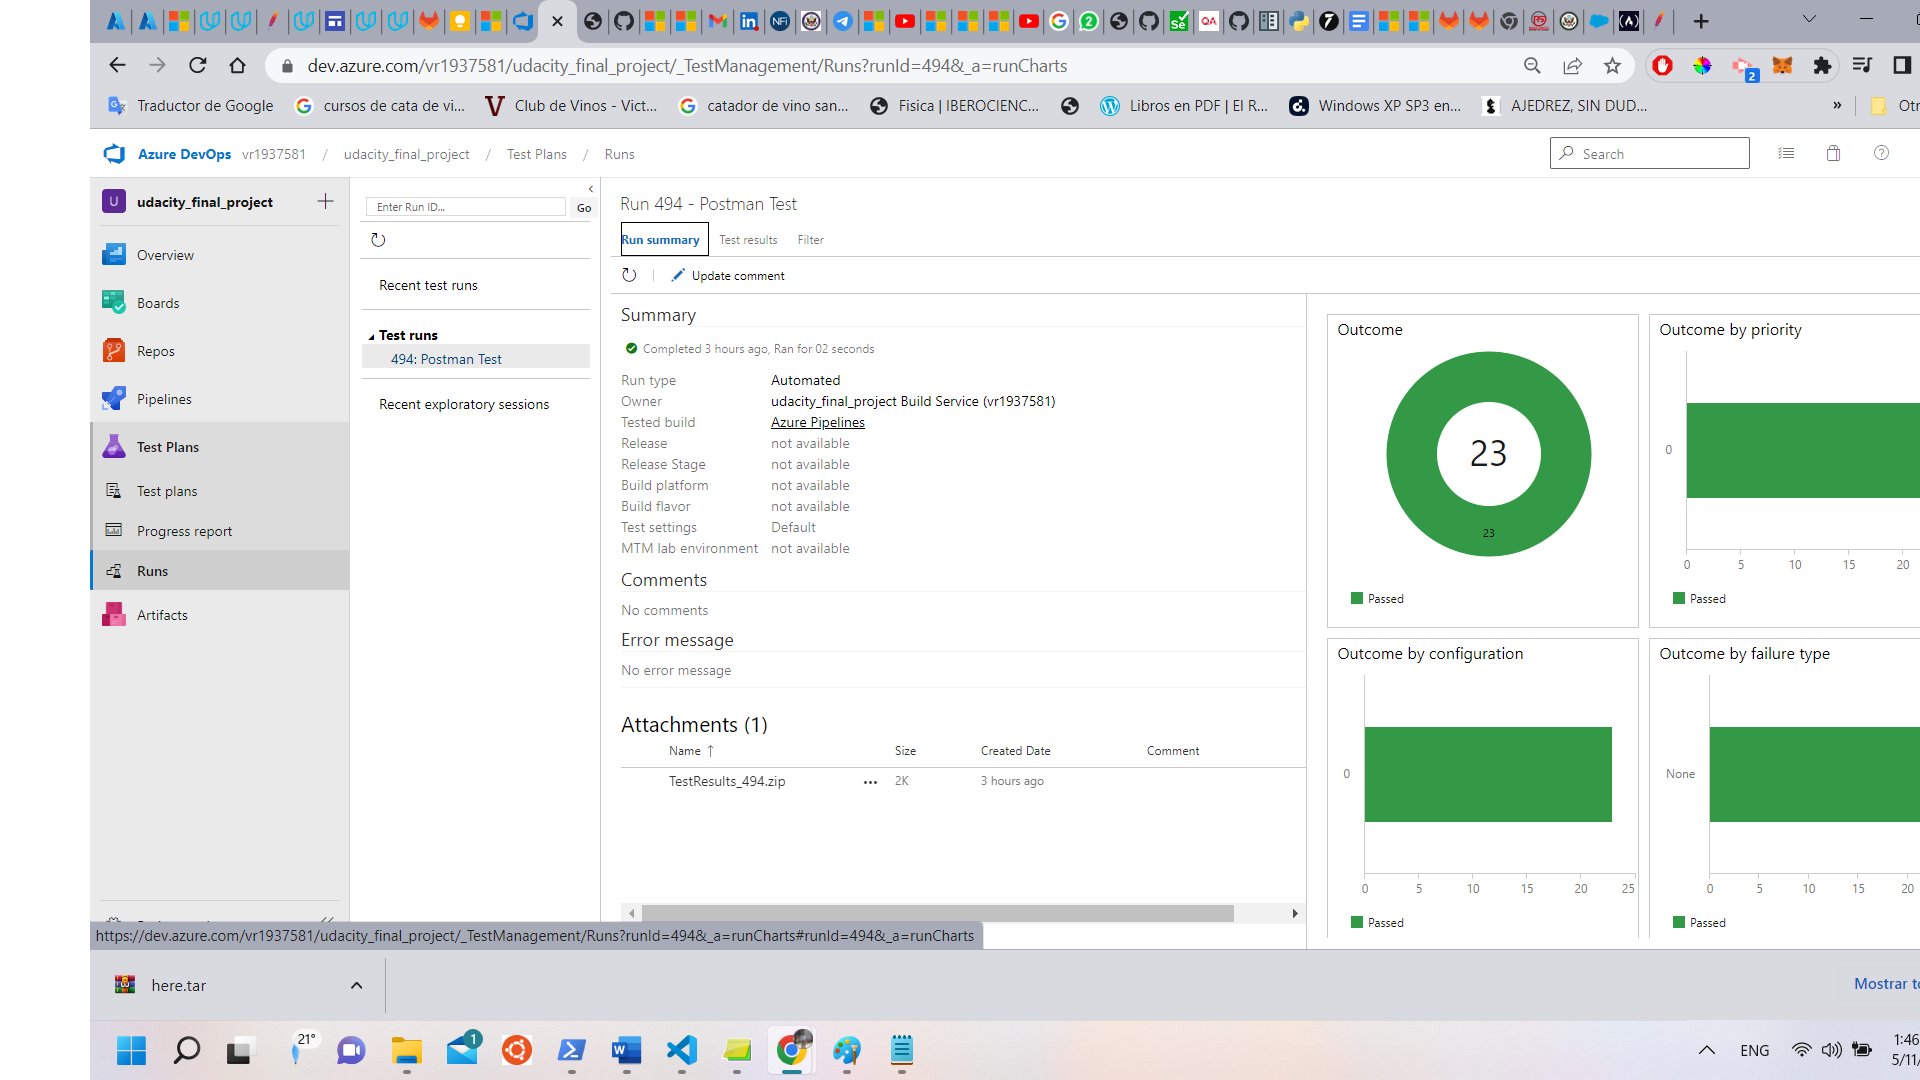 dev.azure.com/vr1937581/udacity_final_project/_TestManagement/Runs?runId=494&_a=runCharts
2
Traductor de Google
cursos de cata de vi...
Club de Vinos - Vict...
catador de vino san...
Fisica | IBEROCIENC...
Libros en PDF | El R...
Windows XP SP3 en...
AJEDREZ, SIN DUD...
»
Azure DevOps vr1937581 / udacity_final_project / Test Plans / Runs
Search
U udacity_final_project
Overview
Boards
Repos
Pipelines
Test Plans
Test plans
Progress report
Runs
Artifacts
Enter Run ID...
Go
Recent test runs
Test runs
494: Postman Test
Recent exploratory sessions
Run 494 - Postman Test
Run summary Test results Filter
Update comment
Summary
Completed 3 hours ago, Ran for 02 seconds
Run type Automated
Owner udacity_final_project Build Service (vr1937581)
Tested build Azure Pipelines
Release not available
Release Stage not available
Build platform not available
Build flavor not available
Test settings Default
MTM lab environment not available
Comments
No comments
Error message
No error message
Attachments (1)
Name ↑ Size Created Date Comment
TestResults_494.zip ••• 2K 3 hours ago
Outcome
23
23
Passed
Outcome by priority
0
0 5 10 15 20
Passed
Outcome by configuration
0
0 5 10 15 20 25
Passed
Outcome by failure type
None
0 5 10 15 20
Passed
https://dev.azure.com/vr1937581/udacity_final_project/_TestManagement/Runs?runId=494&_a=runCharts#runId=494&_a=runCharts
here.tar
Mostrar
21°
1
ENG
1:46
5/11/